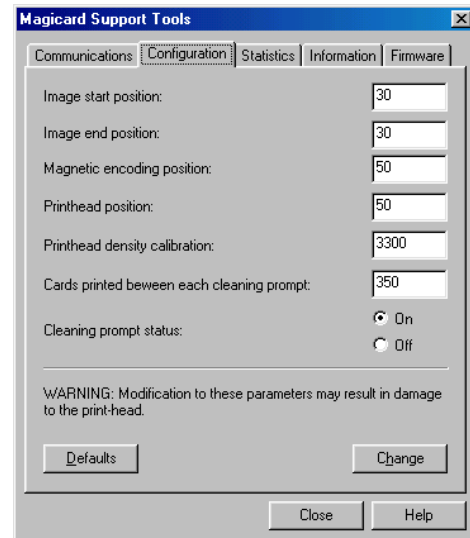 Magicard Support Tools
Communications Configuration Statistics Information Firmware
Image start position: 30
Image end position: 30
Magnetic encoding position: 50
Printhead position: 50
Printhead density calibration: 3300
Cards printed beween each cleaning prompt: 350
Cleaning prompt status: On
Off
WARNING: Modification to these parameters may result in damage
to the print-head.
Defaults Change
Close Help